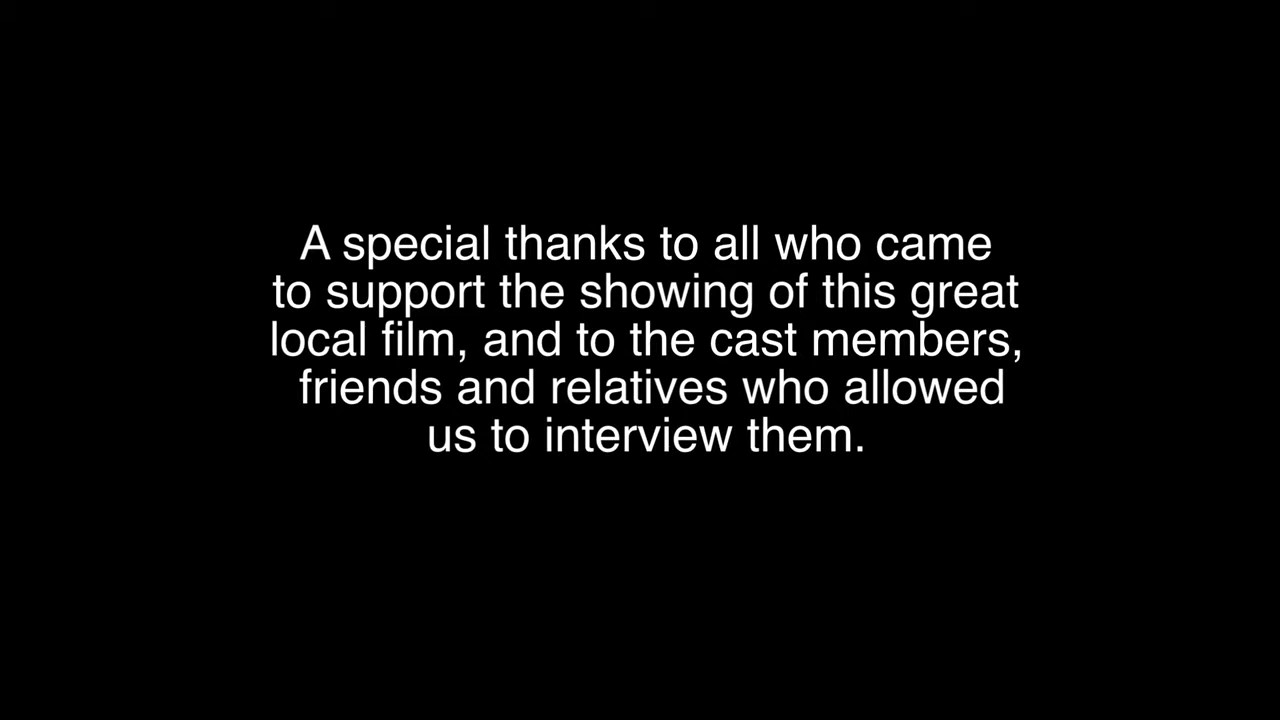 A special thanks to all who came
to support the showing of this great
local film, and to the cast members,
friends and relatives who allowed
us to interview them.